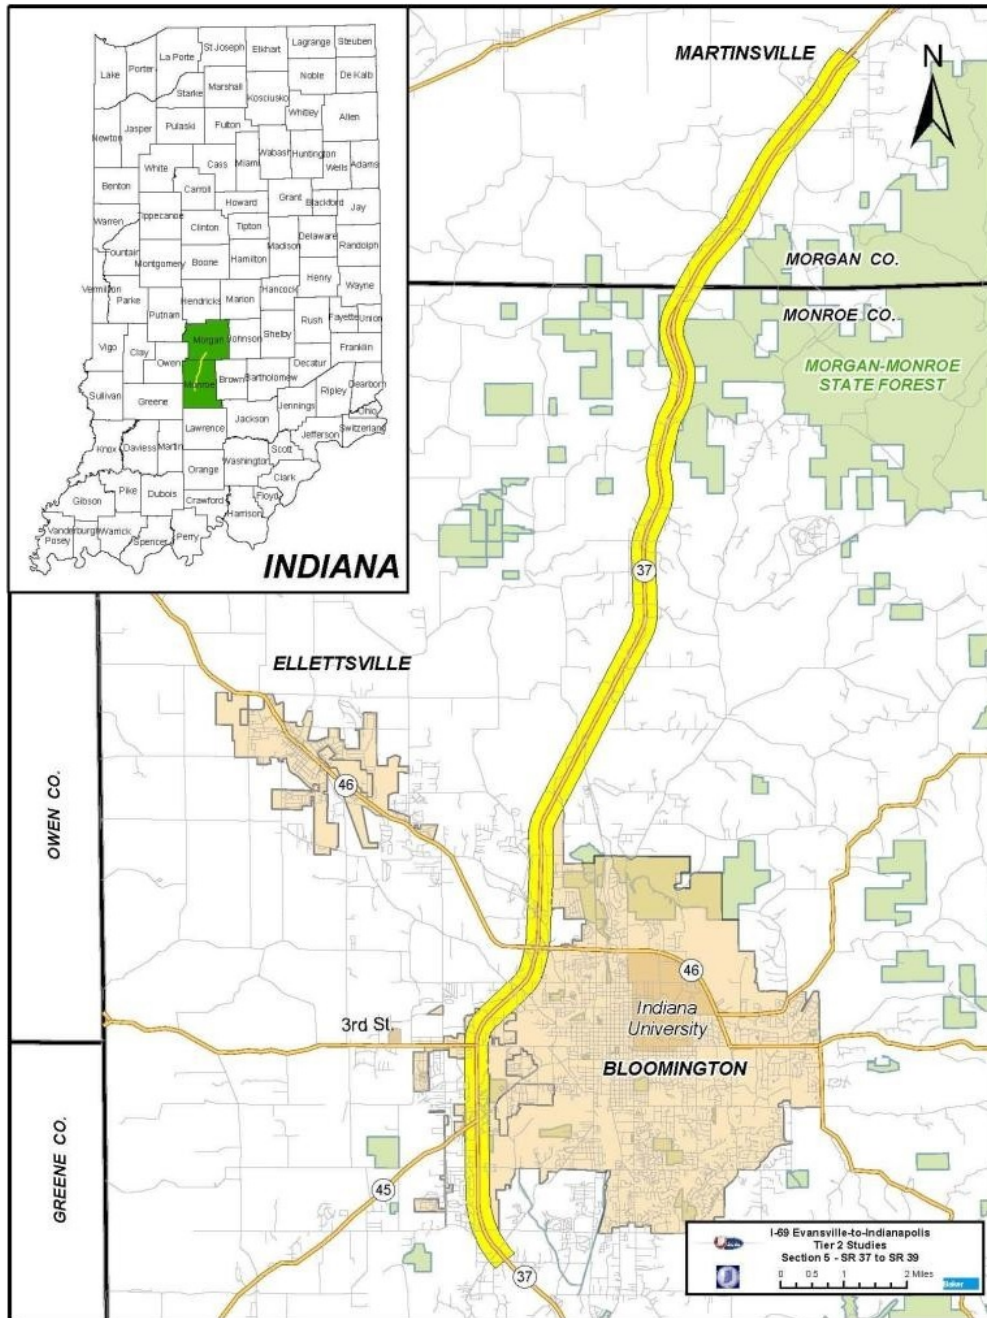 Lake
Porter
La Porte
St Joseph
Elkhart
Lagrange
Steuben
Noble
De Kalb
Starke
Marshall
Kosciusko
Whitley
Allen
Newton
Jasper
Pulaski
Fulton
Wabash
Huntington
Wells
Adams
White
Cass
Miami
Benton
Carroll
Howard
Grant
Blackford
Jay
Warren
Tippecanoe
Clinton
Tipton
Delaware
Randolph
Fountain
Montgomery
Boone
Hamilton
Madison
Henry
Wayne
Vermillion
Parke
Putnam
Hendricks
Marion
Hancock
Rush
Fayette
Union
Vigo
Clay
Owen
Morgan
Johnson
Shelby
Decatur
Franklin
Sullivan
Greene
Monroe
Brown
Bartholomew
Jennings
Ripley
Dearborn
Ohio
Switzerland
Jefferson
Knox
Daviess
Martin
Lawrence
Jackson
Scott
Washington
Clark
Orange
Floyd
Gibson
Pike
Dubois
Crawford
Harrison
Vanderburgh
Warrick
Posey
Spencer
Perry
INDIANA
MARTINSVILLE
N
MORGAN CO.
MONROE CO.
MORGAN-MONROE
STATE FOREST
37
ELLETTSVILLE
46
OWEN CO.
46
Indiana
University
3rd St.
BLOOMINGTON
GREENE CO.
45
37
I-69 Evansville-to-Indianapolis
Tier 2 Studies
Section 5 - SR 37 to SR 39
0 0.5 1 2 Miles
Baker